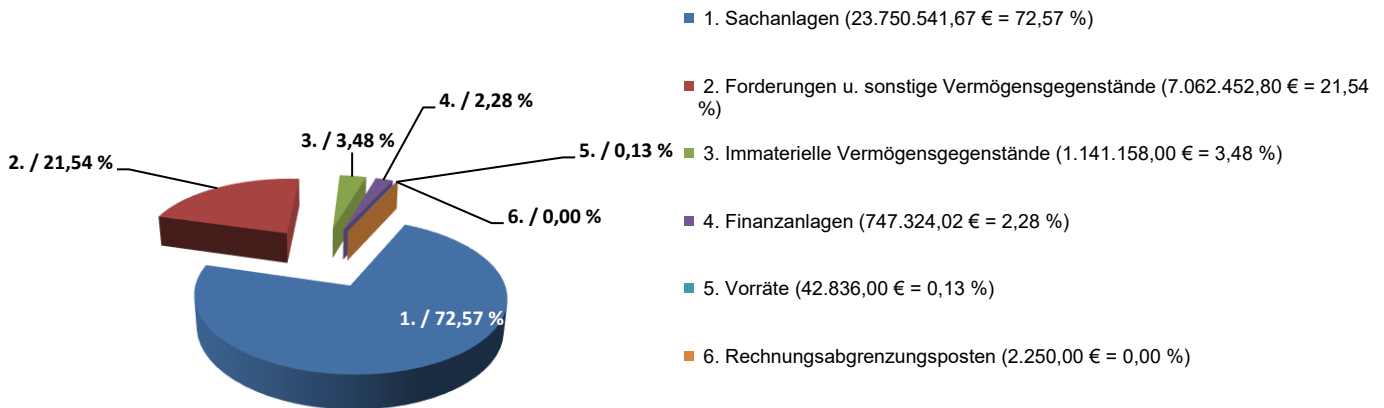 4. / 2,28 %
3. / 3,48 %
5. / 0,13 %
2. / 21,54 %
6. / 0,00 %
1. / 72,57 %
1. Sachanlagen (23.750.541,67 € = 72,57 %)
2. Forderungen u. sonstige Vermögensgegenstände (7.062.452,80 € = 21,54
%)
3. Immaterielle Vermögensgegenstände (1.141.158,00 € = 3,48 %)
4. Finanzanlagen (747.324,02 € = 2,28 %)
5. Vorräte (42.836,00 € = 0,13 %)
6. Rechnungsabgrenzungsposten (2.250,00 € = 0,00 %)